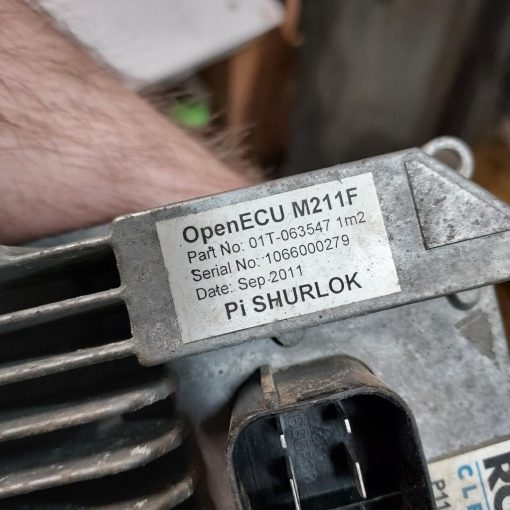 OpenECU M211F
Part No: 01T-063547 1m2
Serial No: 1066000279
Date: Sep 2011
Pi SHURLOK